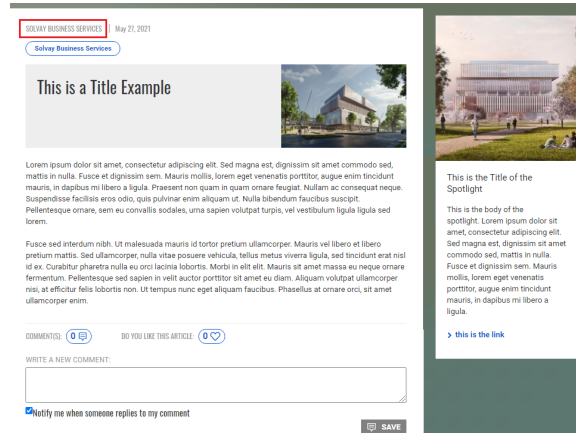 SOLVAY BUSINESS SERVICES | May 27, 2021
Solvay Business Services
This is a Title Example
Lorem ipsum dolor sit amet, consectetur adipiscing elit. Sed magna est, dignissim sit amet commodo sed,
mattis in nulla. Fusce et dignissim sem. Mauris mollis, lorem eget venenatis porttitor, augue enim tincidunt
mauris, in dapibus mi libero a ligula. Praesent non quam in quam ornare feugiat. Nullam ac consequat neque.
Suspendisse facilisis eros odio, quis pulvinar enim aliquam ut. Nulla bibendum faucibus suscipit.
Pellentesque ornare, sem eu convallis sodales, urna sapien volutpat turpis, vel vestibulum ligula ligula sed
lorem.
Fusce sed interdum nibh. Ut malesuada mauris id tortor pretium ullamcorper. Mauris vel libero et libero
pretium mattis. Sed ullamcorper, nulla vitae posuere vehicula, tellus metus viverra ligula, sed tincidunt erat nisl
id ex. Curabitur pharetra nulla eu orci lacinia lobortis. Morbi in elit elit. Mauris sit amet massa eu neque ornare
fermentum. Pellentesque sed sapien in velit auctor porttitor sit amet eu diam. Aliquam volutpat ullamcorper
nisi, at efficitur felis lobortis non. Ut tempus nunc eget aliquam faucibus. Phasellus at ornare orci, sit amet
ullamcorper enim.
COMMENT(S): 0 DO YOU LIKE THIS ARTICLE: 0
WRITE A NEW COMMENT:
Notify me when someone replies to my comment
SAVE
This is the Title of the
Spotlight
This is the body of the
spotlight. Lorem ipsum dolor sit
amet, consectetur adipiscing elit.
Sed magna est, dignissim sit amet
commodo sed, mattis in nulla.
Fusce et dignissim sem. Mauris
mollis, lorem eget venenatis
porttitor, augue enim tincidunt
mauris, in dapibus mi libero a
ligula.
> this is the link